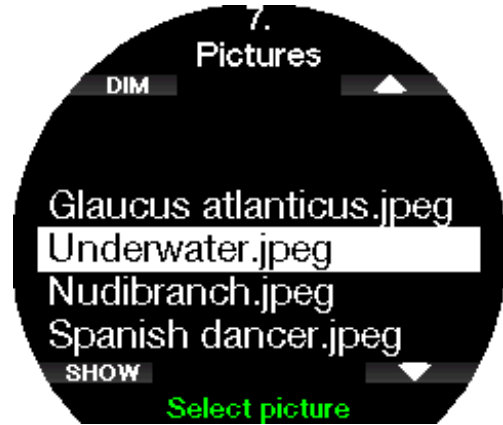 7.
Pictures
DIM
Glaucus atlanticus.jpeg
Underwater.jpeg
Nudibranch.jpeg
Spanish dancer.jpeg
SHOW
Select picture